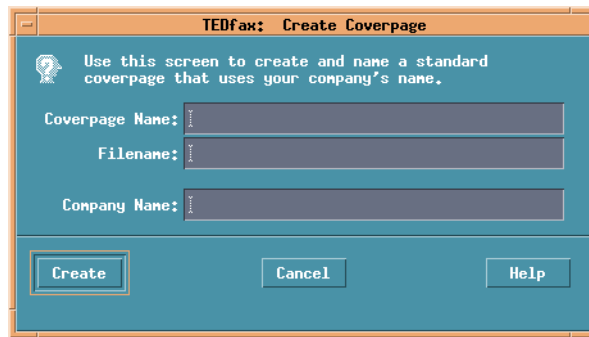 TEDfax: Create Coverpage
Use this screen to create and name a standard
coverpage that uses your company's name.
Coverpage Name:
Filename:
Company Name:
Create Cancel Help